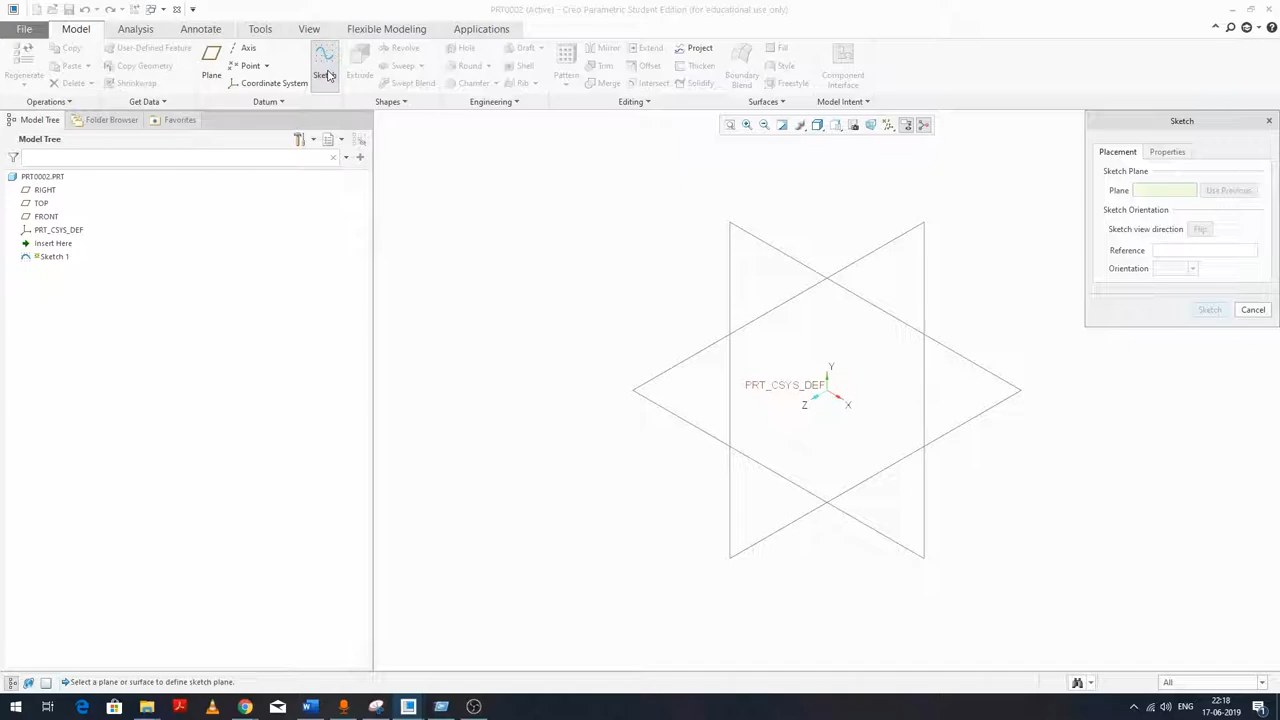 PRT0002 (Active) - Creo Parametric Student Edition (for educational use only)
File Model Analysis Annotate Tools View Flexible Modeling Applications
Regenerate Copy Paste Delete User-Defined Feature Copy Geometry Shrinkwrap Plane Axis Point Coordinate System Sketch Extrude Revolve Sweep Swept Blend Hole Round Chamfer Draft Shell Rib Pattern Mirror Trim Merge Extend Offset Intersect Project Thicken Solidify Boundary Blend Fill Style Freestyle Component Interface
Operations Get Data Datum Shapes Engineering Editing Surfaces Model Intent
Model Tree Folder Browser Favorites
Model Tree
PRT0002.PRT
RIGHT
TOP
FRONT
PRT_CSYS_DEF
Insert Here
Sketch 1
PRT_CSYS_DEF
Y
Z
X
Sketch
Placement Properties
Sketch Plane
Plane Use Previous
Sketch Orientation
Sketch view direction Flip
Reference
Orientation
Sketch Cancel
Select a plane or surface to define sketch plane.
All
22:18
17-06-2019